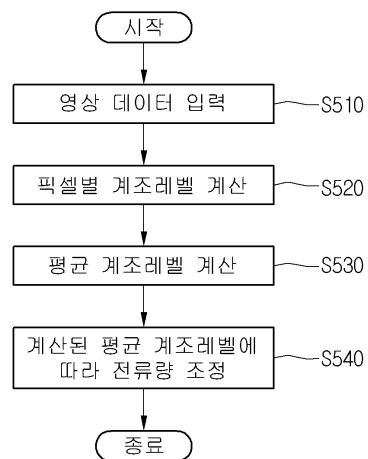 시작
영상 데이터 입력
S510
픽셀별 계조레벨 계산
S520
평균 계조레벨 계산
S530
계산된 평균 계조레벨에
따라 전류량 조정
S540
종료